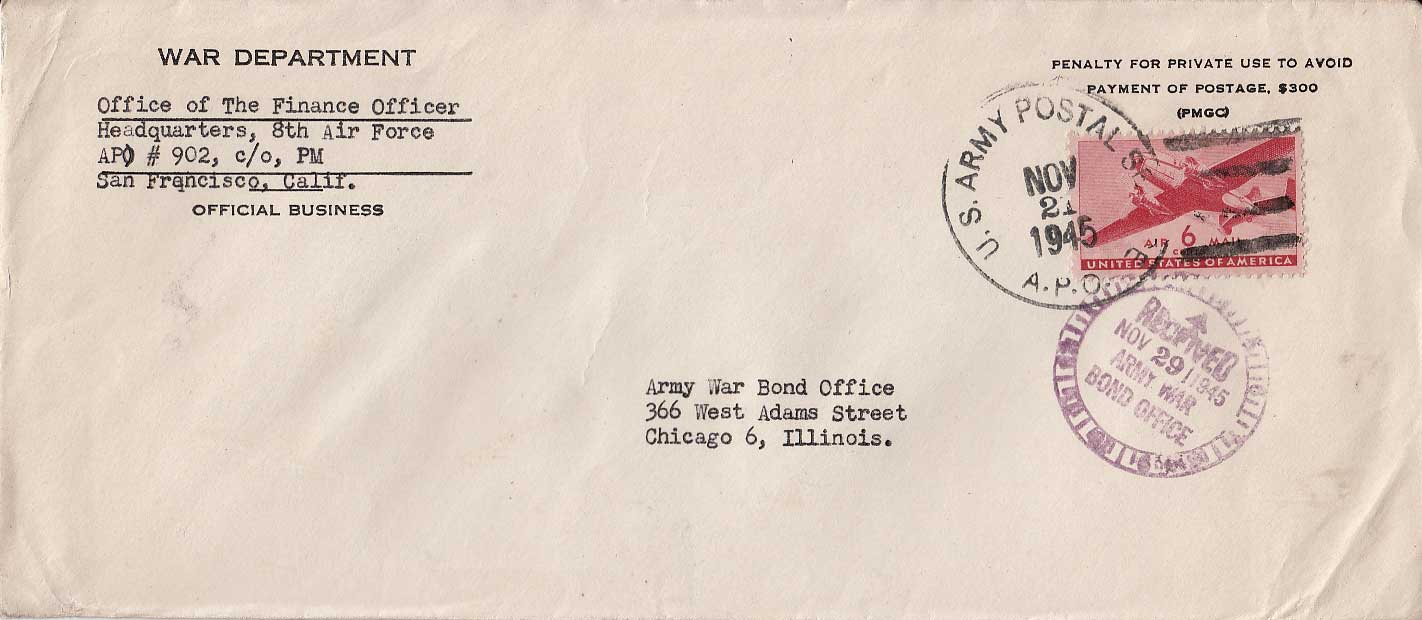 WAR DEPARTMENT
Office of The Finance Officer
Headquarters, 8th Air Force
APO # 902, c/o, PM
San Francisco, Calif.
OFFICIAL BUSINESS
PENALTY FOR PRIVATE USE TO AVOID
PAYMENT OF POSTAGE, $300
(PMGC)
U.S. ARMY POSTAL
NOV
21
1945
A.P.O.
AIR 6 MAIL
UNITED STATES OF AMERICA
RECEIVED
NOV 29 1945
ARMY WAR
BOND OFFICE
Army War Bond Office
366 West Adams Street
Chicago 6, Illinois.